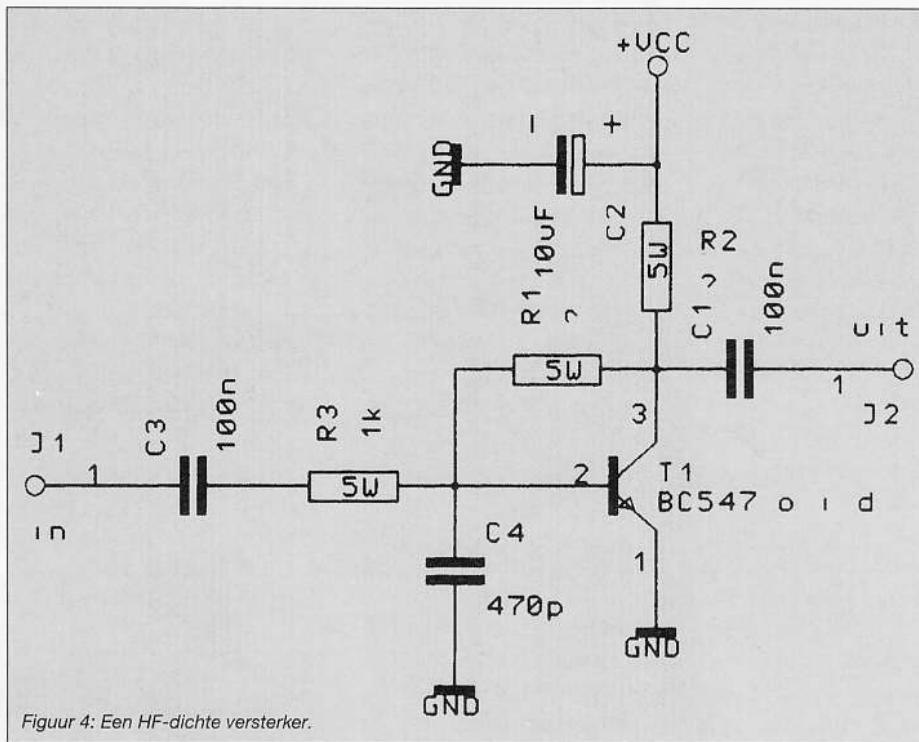 +VCC
- +
GND
C2
10uF
5W
R2
?
R1
?
5W
C1
100n
uit
1
J2
3
J1
1
in
C3
100n
R3
1k
5W
2
T1
BC547 o i d
1
C4
470p
GND
GND
Figuur 4: Een HF-dichte versterker.